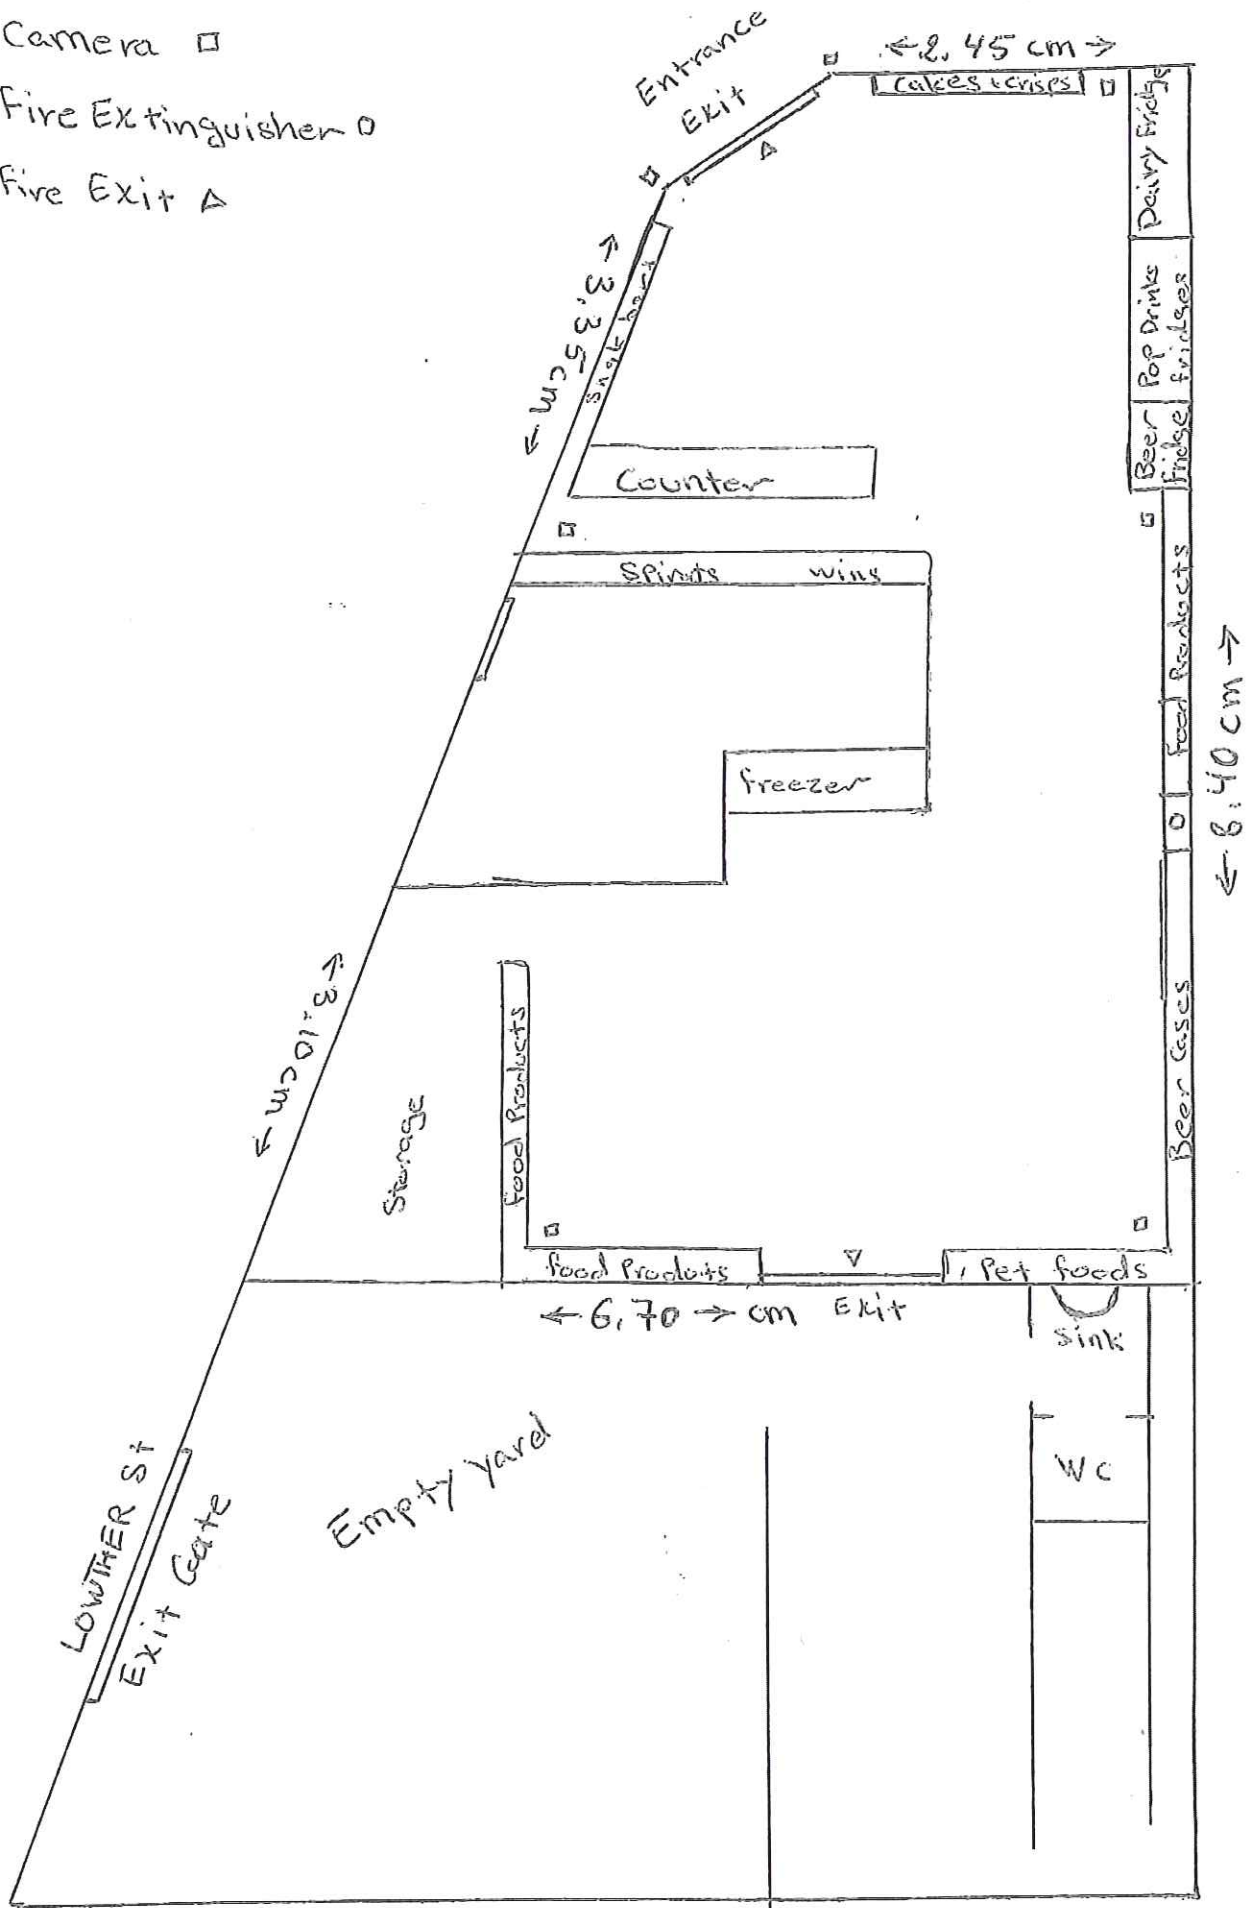 Camera □
Fire Extinguisher O
Fire Exit △
Entrance
Exit
△
← 2.45 cm →
Cakes & crisps
Dairy Fridge
Pop Drinks
fridges
Beer
fridge
← 3.35 cm →
Counter
Spirits wins
Food Products
O
← 8.40 cm →
freezer
← 3.10 cm →
Storage
Food Products
Beer Cases
food Products
Pet foods
← 6.70 → cm
Exit
Sink
WC
Empty yard
LOWTHER St
Exit Gate